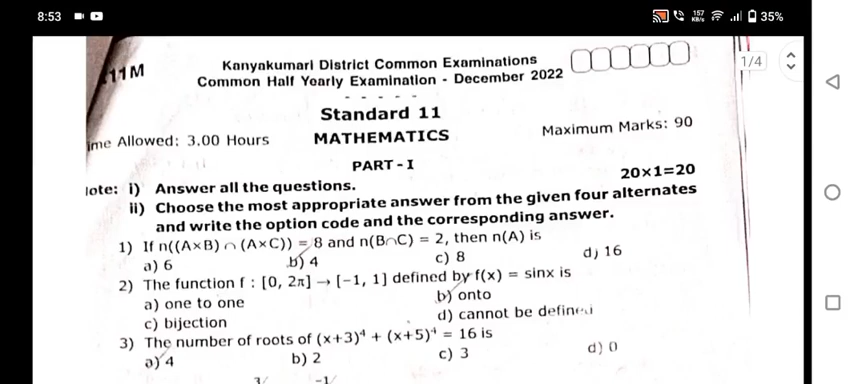 8:53
157 KB/s
35%
11M
Kanyakumari District Common Examinations
Common Half Yearly Examination - December 2022
1/4
Standard 11
ime Allowed: 3.00 Hours
MATHEMATICS
Maximum Marks: 90
PART - I
lote: i) Answer all the questions.
20×1=20
ii) Choose the most appropriate answer from the given four alternates
and write the option code and the corresponding answer.
1) If n((A×B) ∩ (A×C)) = 8 and n(B∩C) = 2, then n(A) is
a) 6 b) 4 c) 8 d) 16
2) The function f : [0, 2π] → [−1, 1] defined by f(x) = sinx is
a) one to one b) onto
c) bijection d) cannot be defined
3) The number of roots of (x+3)⁴ + (x+5)⁴ = 16 is
a) 4 b) 2 c) 3 d) 0